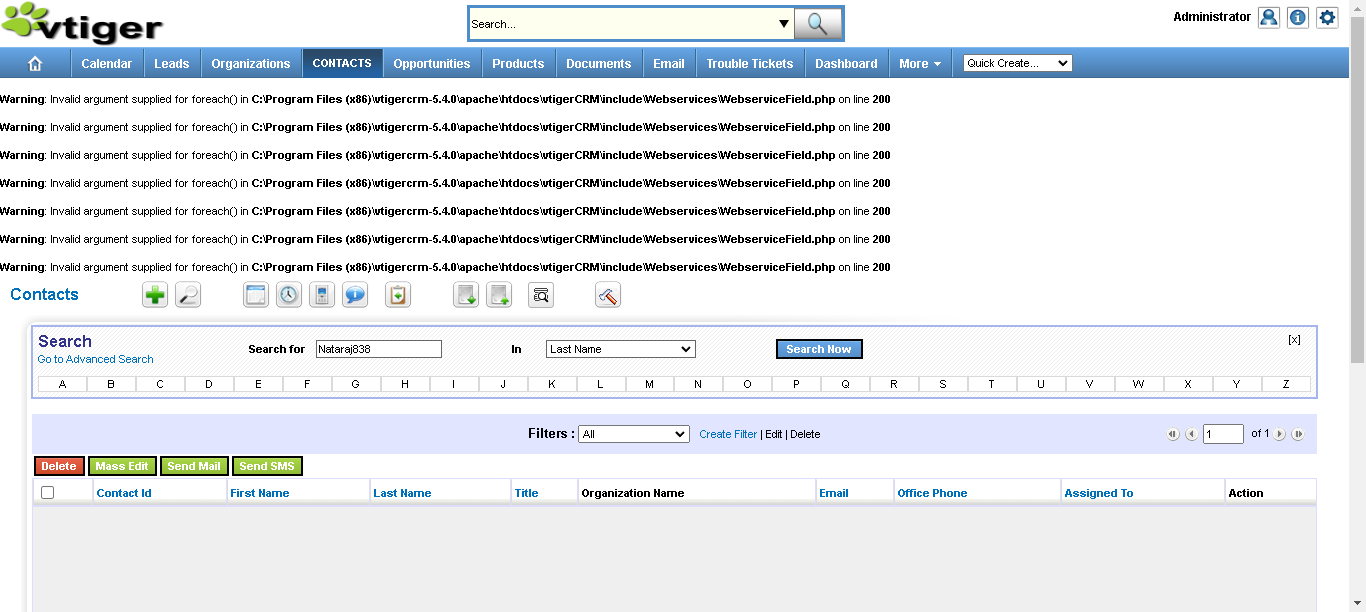 vtiger
Search...
Administrator
Calendar Leads Organizations CONTACTS Opportunities Products Documents Email Trouble Tickets Dashboard More Quick Create...
Warning: Invalid argument supplied for foreach() in C:\Program Files (x86)\vtigercrm-5.4.0\apache\htdocs\vtigerCRM\include\Webservices\WebserviceField.php on line 200
Warning: Invalid argument supplied for foreach() in C:\Program Files (x86)\vtigercrm-5.4.0\apache\htdocs\vtigerCRM\include\Webservices\WebserviceField.php on line 200
Warning: Invalid argument supplied for foreach() in C:\Program Files (x86)\vtigercrm-5.4.0\apache\htdocs\vtigerCRM\include\Webservices\WebserviceField.php on line 200
Warning: Invalid argument supplied for foreach() in C:\Program Files (x86)\vtigercrm-5.4.0\apache\htdocs\vtigerCRM\include\Webservices\WebserviceField.php on line 200
Warning: Invalid argument supplied for foreach() in C:\Program Files (x86)\vtigercrm-5.4.0\apache\htdocs\vtigerCRM\include\Webservices\WebserviceField.php on line 200
Warning: Invalid argument supplied for foreach() in C:\Program Files (x86)\vtigercrm-5.4.0\apache\htdocs\vtigerCRM\include\Webservices\WebserviceField.php on line 200
Warning: Invalid argument supplied for foreach() in C:\Program Files (x86)\vtigercrm-5.4.0\apache\htdocs\vtigerCRM\include\Webservices\WebserviceField.php on line 200
Contacts
Search [x]
Go to Advanced Search
Search for Nataraj838 In Last Name Search Now
A B C D E F G H I J K L M N O P Q R S T U V W X Y Z
Filters : All Create Filter | Edit | Delete 1 of 1
Delete Mass Edit Send Mail Send SMS
Contact Id First Name Last Name Title Organization Name Email Office Phone Assigned To Action